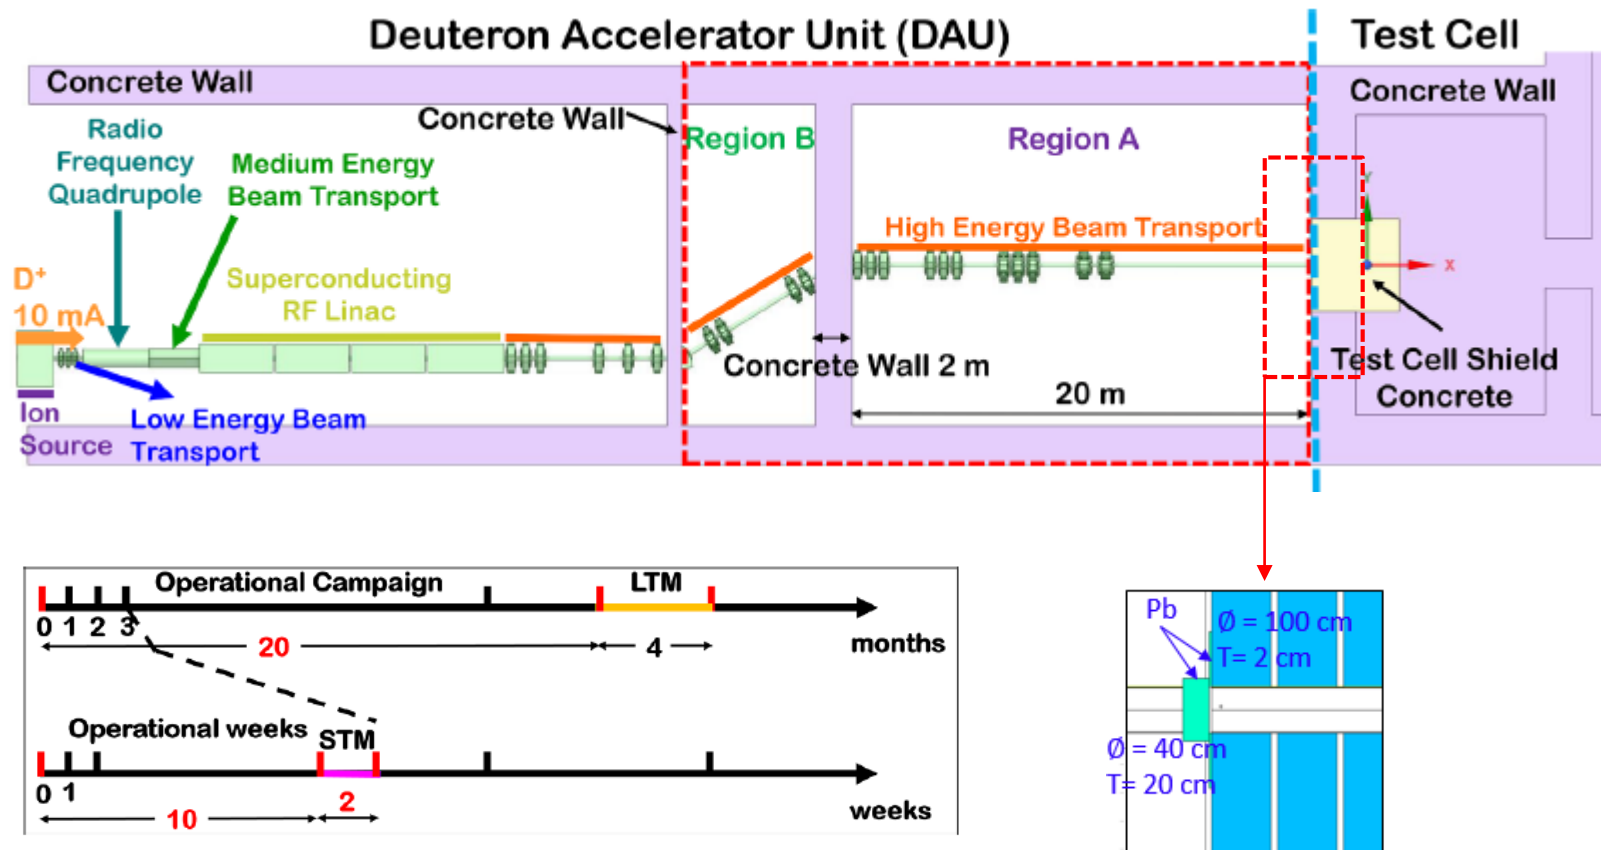 Deuteron Accelerator Unit (DAU)
Test Cell
Concrete Wall
Concrete Wall
Concrete Wall
Radio
Frequency
Quadrupole
Medium Energy
Beam Transport
Region B
Region A
High Energy Beam Transport
Y
X
D⁺
10 mA
Superconducting
RF Linac
Concrete Wall 2 m
20 m
Test Cell Shield
Concrete
Ion
Source
Low Energy Beam
Transport
Operational Campaign
LTM
0 1 2 3
20
4
months
Operational weeks
STM
0 1
10
2
weeks
Pb
Ø = 100 cm
T= 2 cm
Ø = 40 cm
T= 20 cm